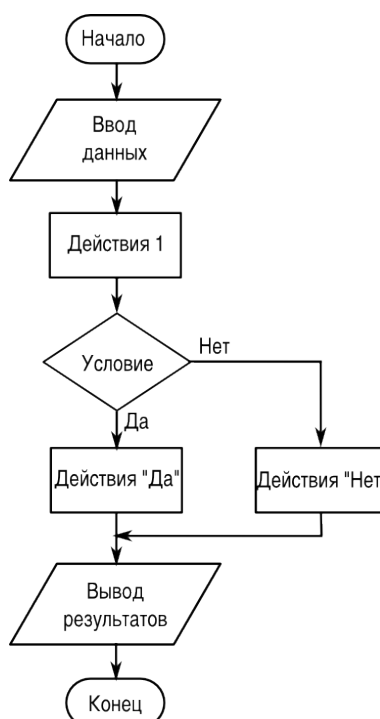 Начало
Ввод
данных
Действия 1
Условие
Нет
Да
Действия "Да"
Действия "Нет
Вывод
результатов
Конец